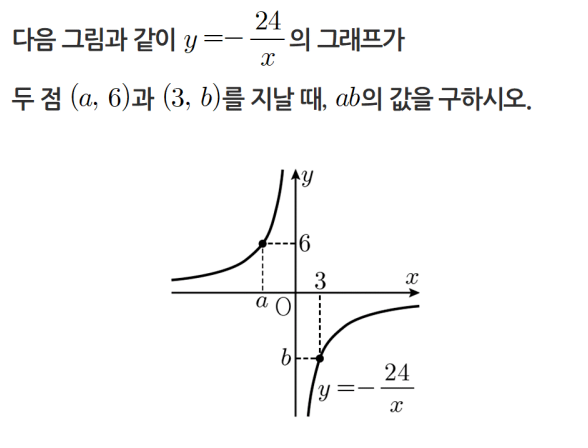 다음 그림과 같이 y=-24/x의 그래프가
두 점 (a, 6)과 (3, b)를 지날 때, ab의 값을 구하시오.
y
6
3
x
a
O
b
y=-24/x